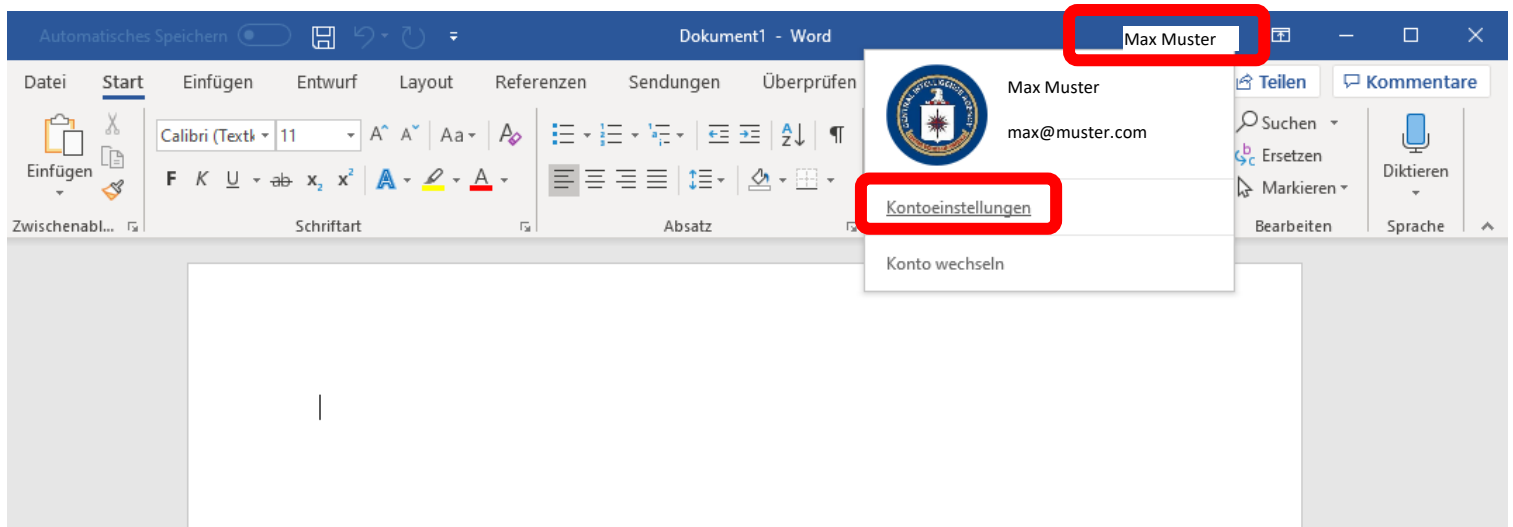 Automatisches Speichern
Dokument1 - Word
Max Muster
Datei Start Einfügen Entwurf Layout Referenzen Sendungen Überprüfen
Teilen Kommentare
Max Muster
max@muster.com
Kontoeinstellungen
Konto wechseln
Einfügen
Calibri (Textk 11
Aa
F K U ab x₂ x²
Suchen
Ersetzen
Markieren
Diktieren
Zwischenabl... Schriftart Absatz Bearbeiten Sprache